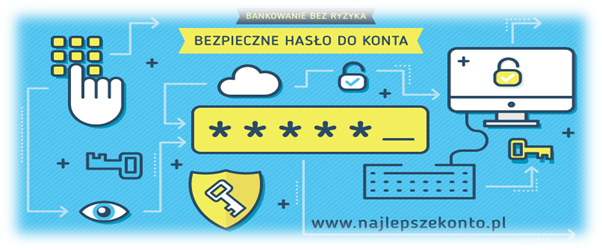 BANKOWANIE BEZ RYZYKA
BEZPIECZNE HASŁO DO KONTA
* * * * * _
www.najlepszekonto.pl